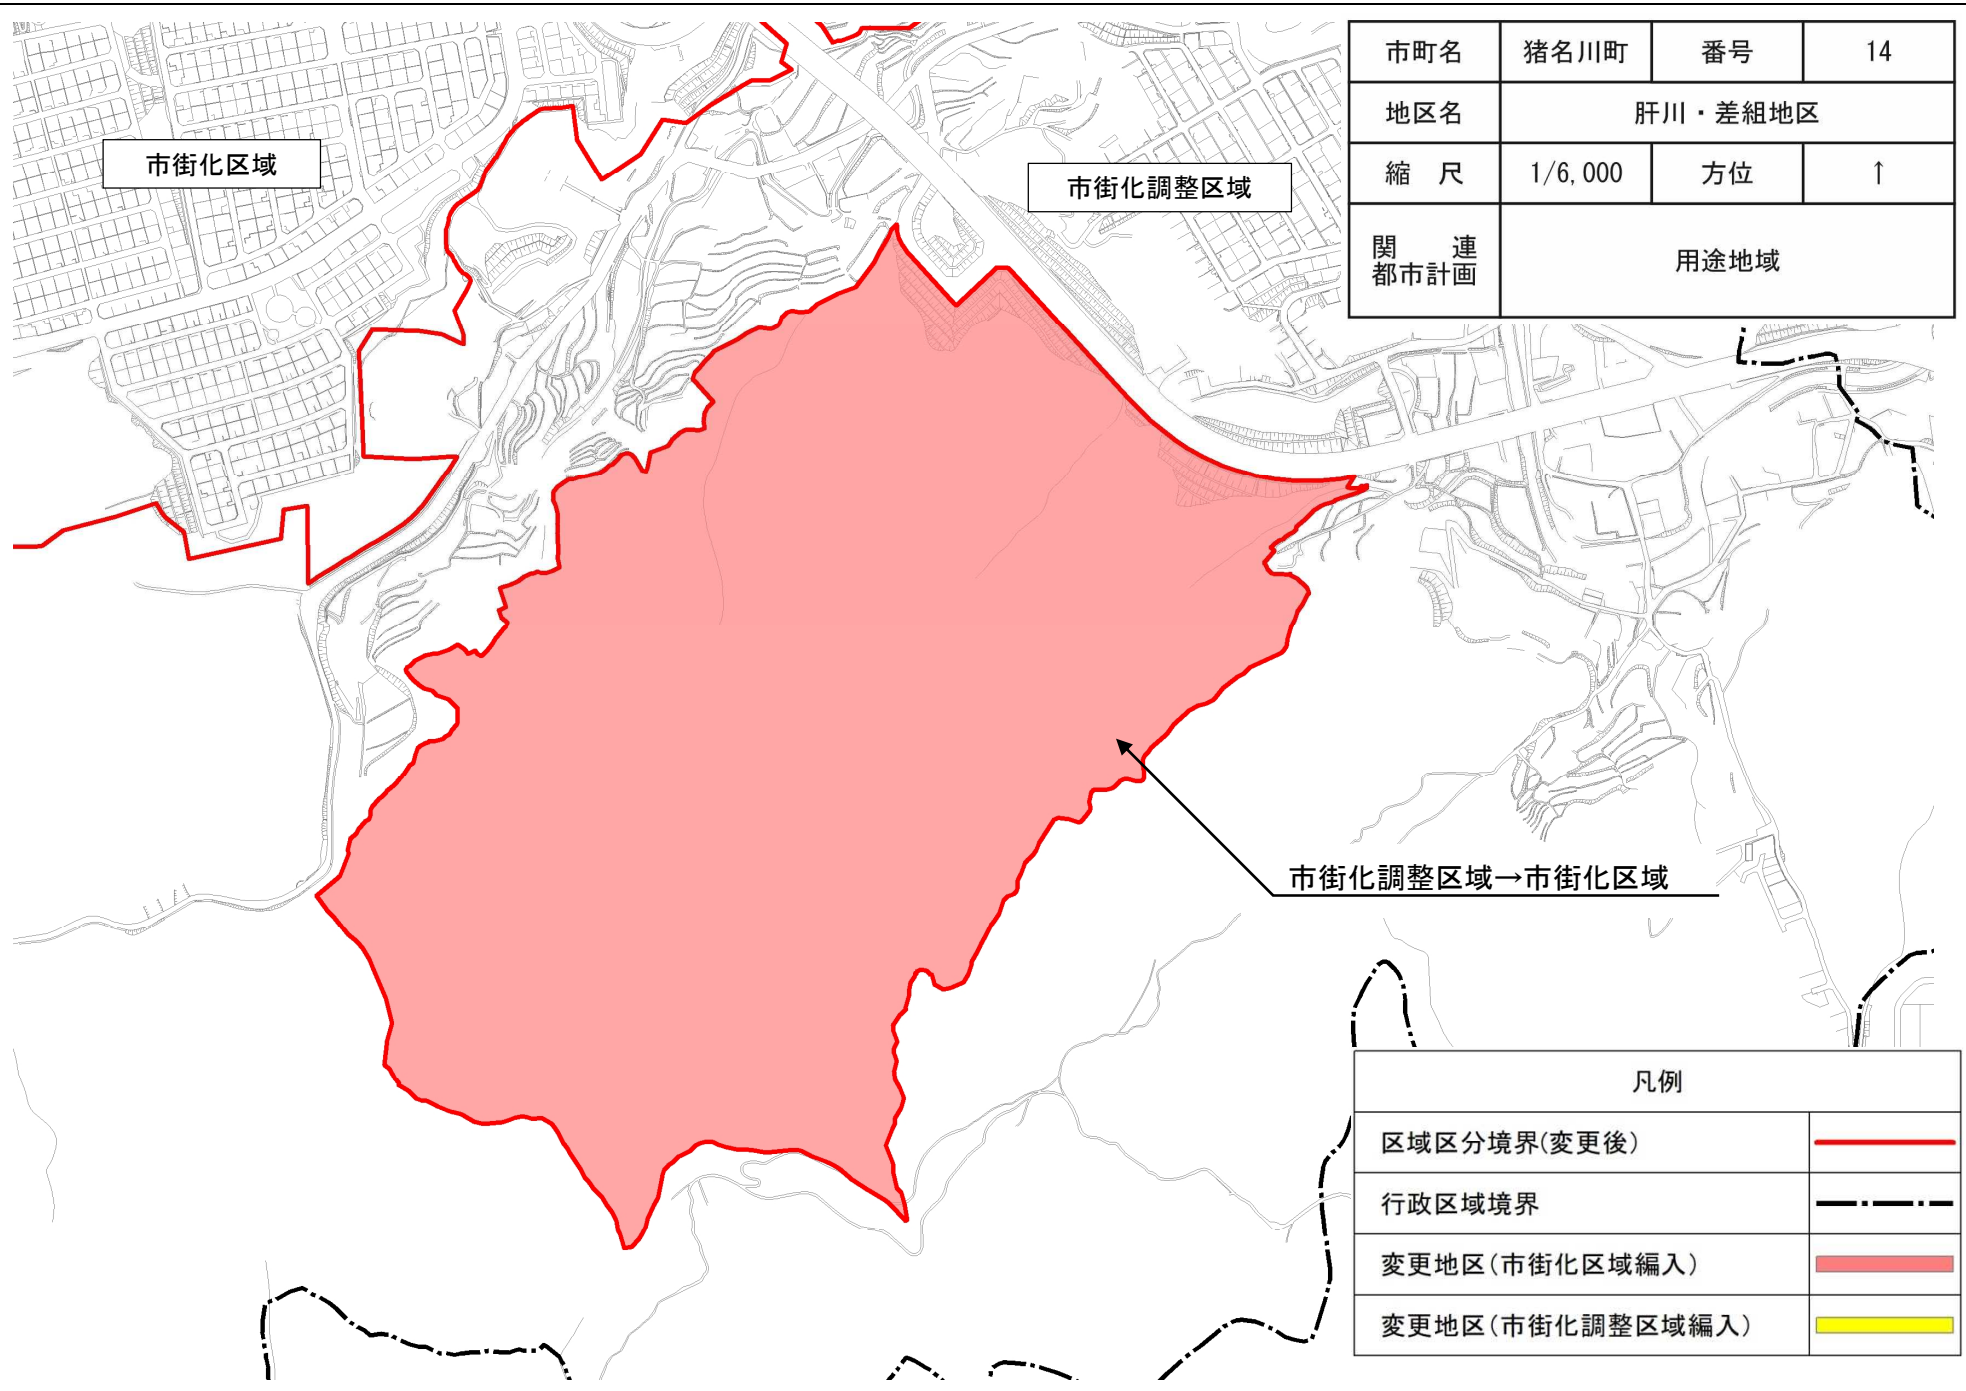 市町名 猪名川町 番号 14
地区名 肝川・差組地区
縮 尺 1/6,000 方位 ↑
関 連
都市計画 用途地域
市街化区域
市街化調整区域
市街化調整区域→市街化区域
凡例
区域区分境界(変更後)
行政区域境界
変更地区(市街化区域編入)
変更地区(市街化調整区域編入)